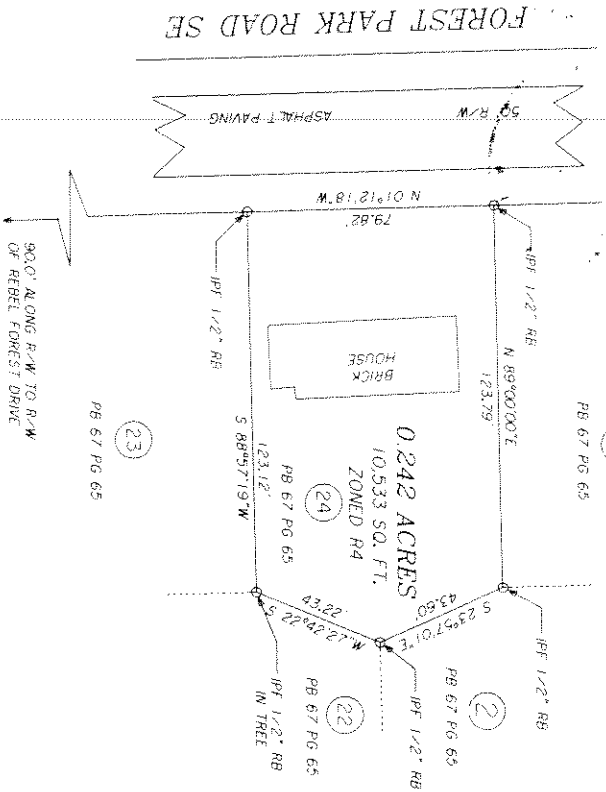 FOREST PARK ROAD SE
ASPHALT PAVING
50' R/W
N 01°12'18"W
79.82'
IPF 1/2" RB
IPF 1/2" RB
90.0' ALONG R/W TO R/W
OF REBEL FOREST DRIVE
BRICK
HOUSE
N 89°00'00"E
123.79'
PB 67 PG 65
S 88°57'19"W
123.12'
23
PB 67 PG 65
0.242 ACRES
10,533 SQ. FT.
ZONED R4
24
PB 67 PG 65
43.60'
S 23°57'01"E
43.22'
S 22°42'27"W
IPF 1/2" RB
2
PB 67 PG 65
IPF 1/2" RB
22
PB 67 PG 65
IPF 1/2" RB
IN TREE